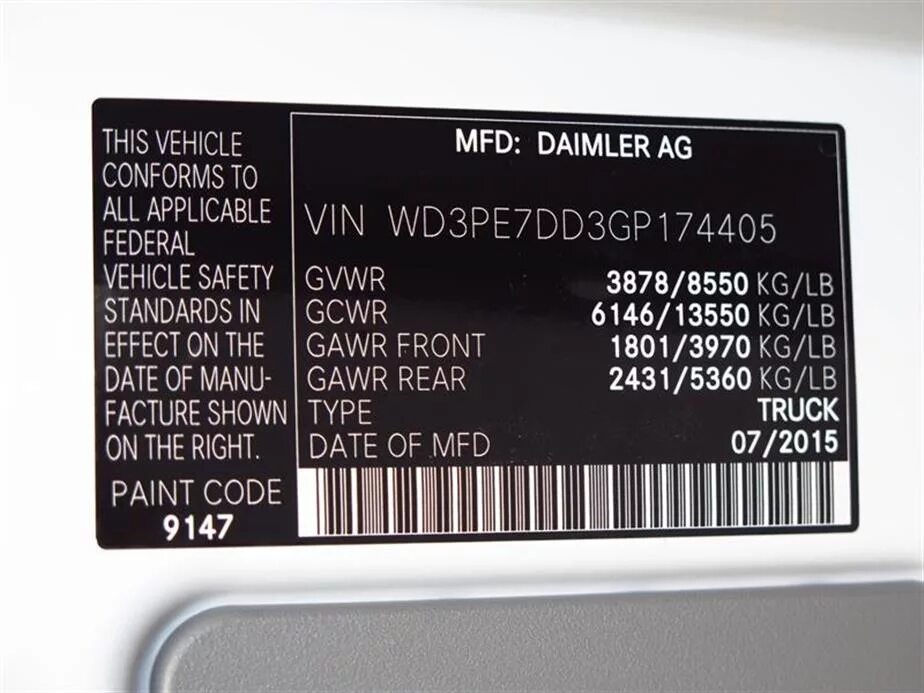 THIS VEHICLE
CONFORMS TO
ALL APPLICABLE
FEDERAL
VEHICLE SAFETY
STANDARDS IN
EFFECT ON THE
DATE OF MANU-
FACTURE SHOWN
ON THE RIGHT.
PAINT CODE
9147
MFD: DAIMLER AG
VIN WD3PE7DD3GP174405
GVWR 3878/8550 KG/LB
GCWR 6146/13550 KG/LB
GAWR FRONT 1801/3970 KG/LB
GAWR REAR 2431/5360 KG/LB
TYPE TRUCK
DATE OF MFD 07/2015